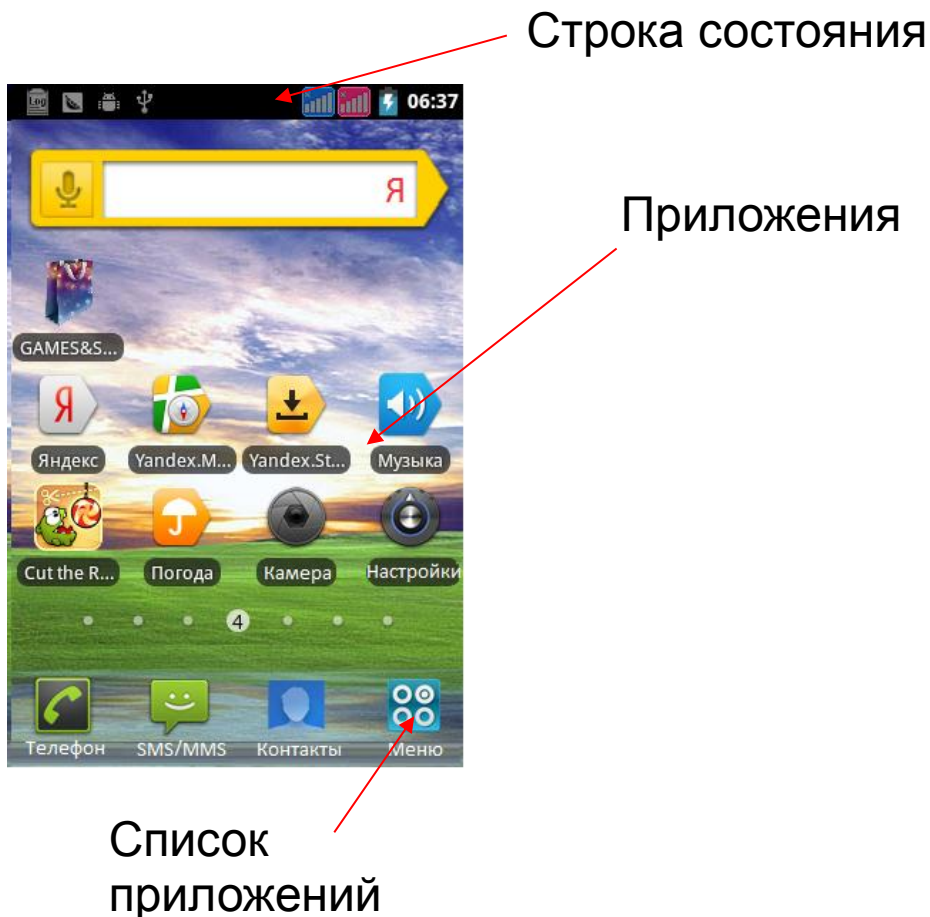 Строка состояния
Log
06:37
Я
Приложения
GAMES&S...
Я
Яндекс
Yandex.M...
Yandex.St...
Музыка
Cut the R...
Погода
Камера
Настройки
4
Телефон
SMS/MMS
Контакты
Меню
Список
приложений